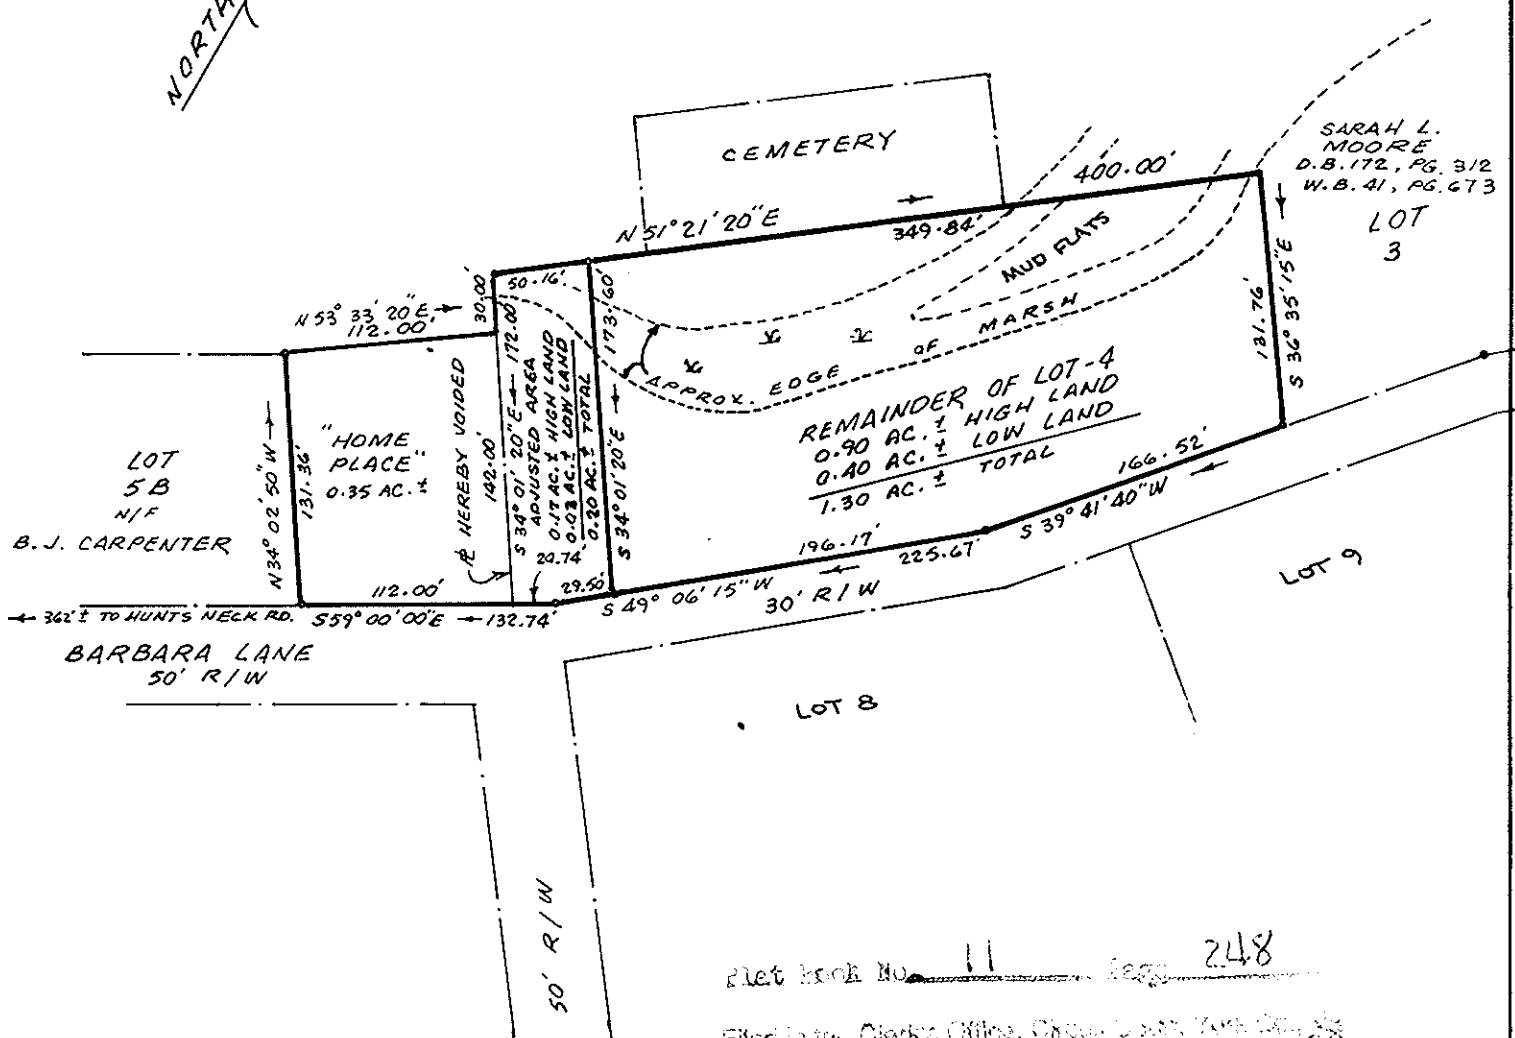 NORTH
CEMETERY
SARAH L.
MOORE
D.B. 172, PG. 312
W.B. 41, PG. 673
LOT
3
400.00'
N 51° 21' 20" E
349.84'
MUD FLATS
S 36° 35' 15" E
131.76'
N 53° 33' 20" E
112.00'
30.00'
50.16'
173.60'
APPROX. EDGE OF MARSH
REMAINDER OF LOT-4
0.90 AC. ± HIGH LAND
0.40 AC. ± LOW LAND
1.30 AC. ± TOTAL
LOT
5B
N/F
B.J. CARPENTER
N34° 02' 50" W
131.36'
"HOME
PLACE"
0.35 AC. ±
℄ HEREBY VOIDED
142.00'
S 34° 01' 20" E 172.00'
ADJUSTED AREA
0.17 AC. ± HIGH LAND
0.03 AC. ± LOW LAND
0.20 AC. ± TOTAL
S 34° 01' 20" E
20.74'
29.50'
112.00'
362' ± TO HUNTS NECK RD.
S59° 00' 00" E
132.74'
BARBARA LANE
50' R/W
S 49° 06' 15" W
196.17'
225.67'
30' R/W
166.52'
S 39° 41' 40" W
LOT 9
LOT 8
50' R/W
Plat Book No. 11 Page 248
Clerk's Office,